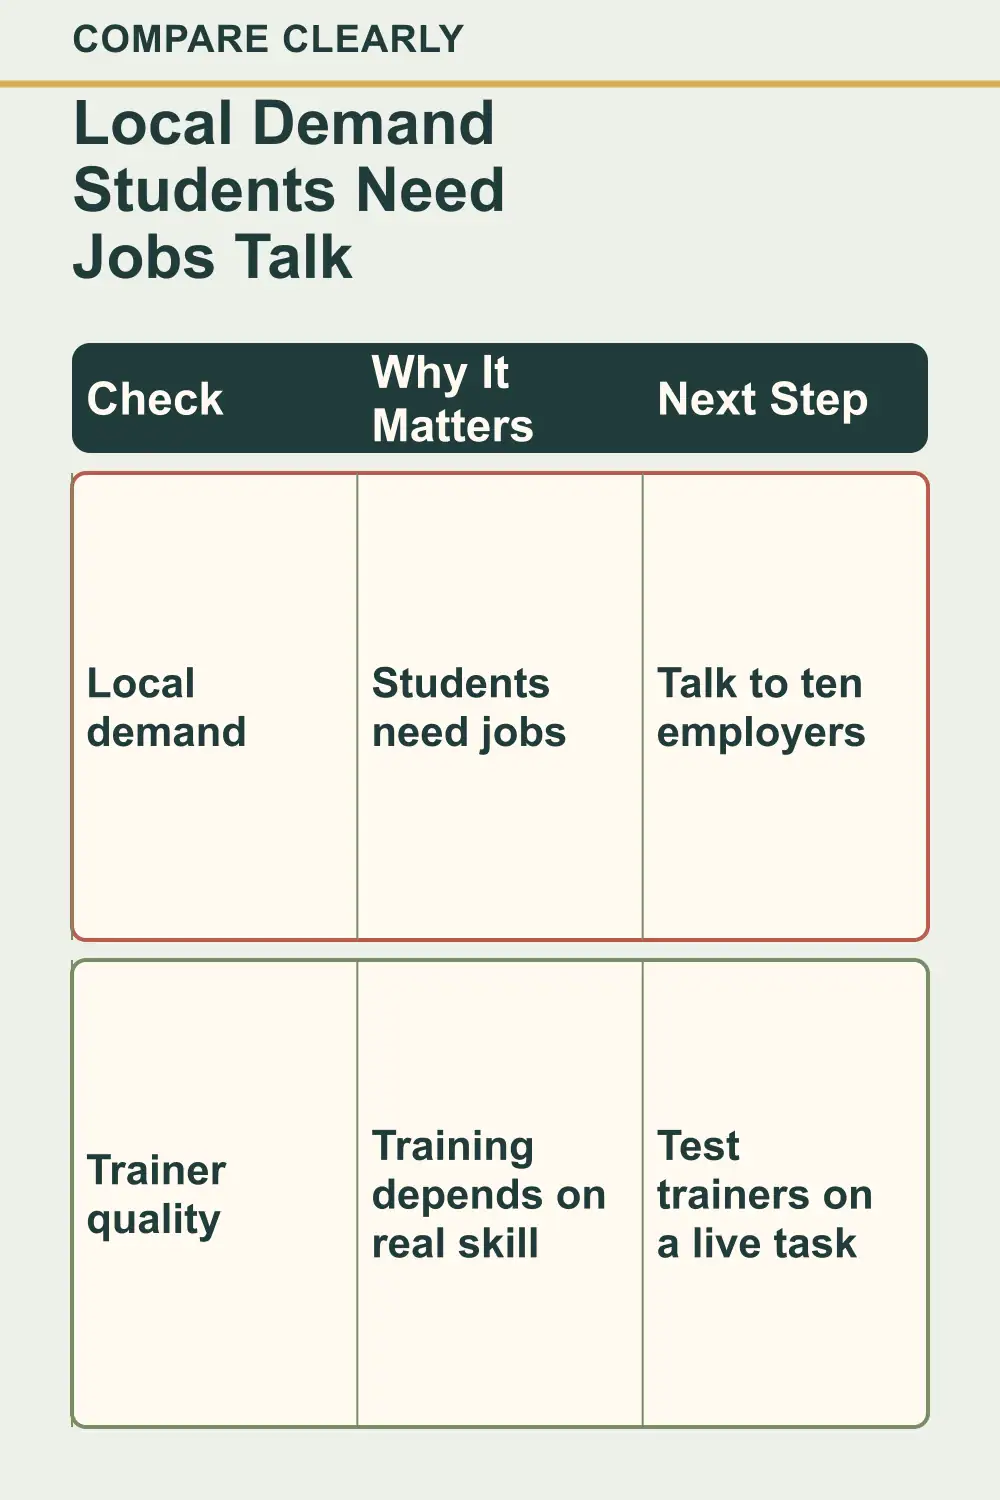 COMPARE CLEARLY
Local Demand
Students Need
Jobs Talk
Check
Why It
Matters
Next Step
Local
demand
Students
need jobs
Talk to ten
employers
Trainer
quality
Training
depends on
real skill
Test
trainers on
a live task